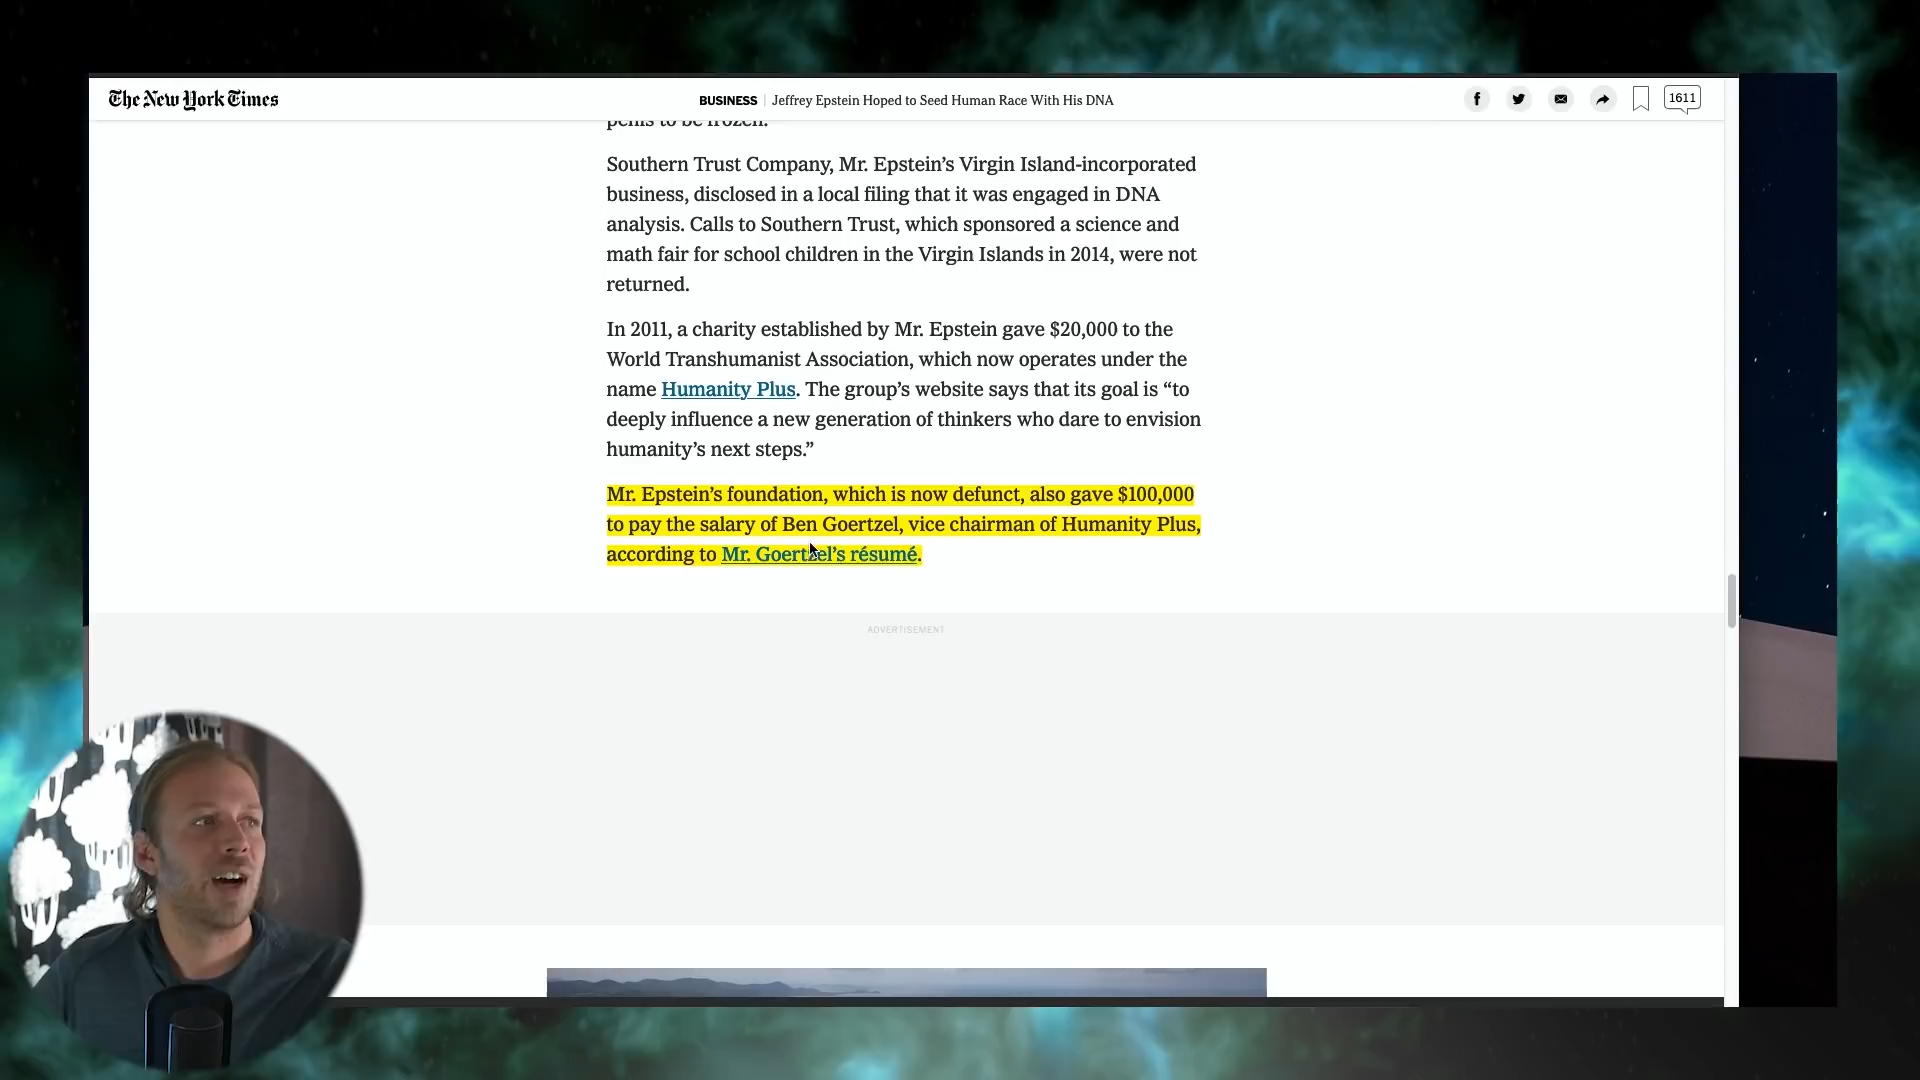 The New York Times
BUSINESS | Jeffrey Epstein Hoped to Seed Human Race With His DNA
1611
penis to be frozen.
Southern Trust Company, Mr. Epstein’s Virgin Island-incorporated
business, disclosed in a local filing that it was engaged in DNA
analysis. Calls to Southern Trust, which sponsored a science and
math fair for school children in the Virgin Islands in 2014, were not
returned.
In 2011, a charity established by Mr. Epstein gave $20,000 to the
World Transhumanist Association, which now operates under the
name Humanity Plus. The group’s website says that its goal is “to
deeply influence a new generation of thinkers who dare to envision
humanity’s next steps.”
Mr. Epstein’s foundation, which is now defunct, also gave $100,000
to pay the salary of Ben Goertzel, vice chairman of Humanity Plus,
according to Mr. Goertzel’s résumé.
ADVERTISEMENT